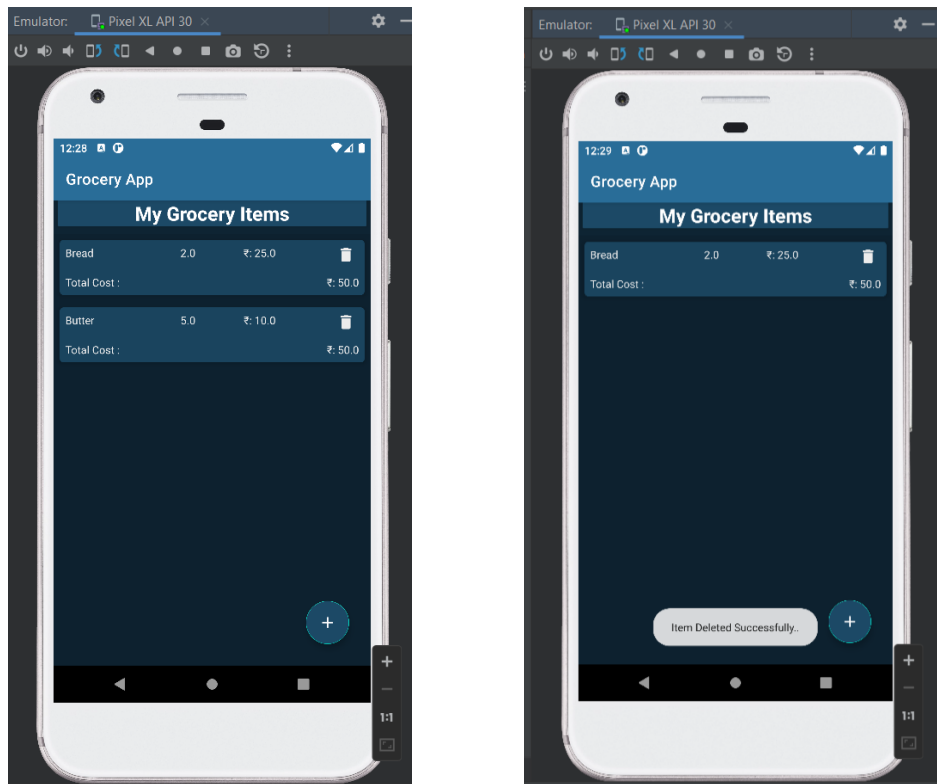 Emulator: Pixel XL API 30
12:28
Grocery App
My Grocery Items
Bread 2.0 ₹: 25.0
Total Cost : ₹: 50.0
Butter 5.0 ₹: 10.0
Total Cost : ₹: 50.0
+
1:1
Emulator: Pixel XL API 30
12:29
Grocery App
My Grocery Items
Bread 2.0 ₹: 25.0
Total Cost : ₹: 50.0
Item Deleted Successfully..
+
1:1